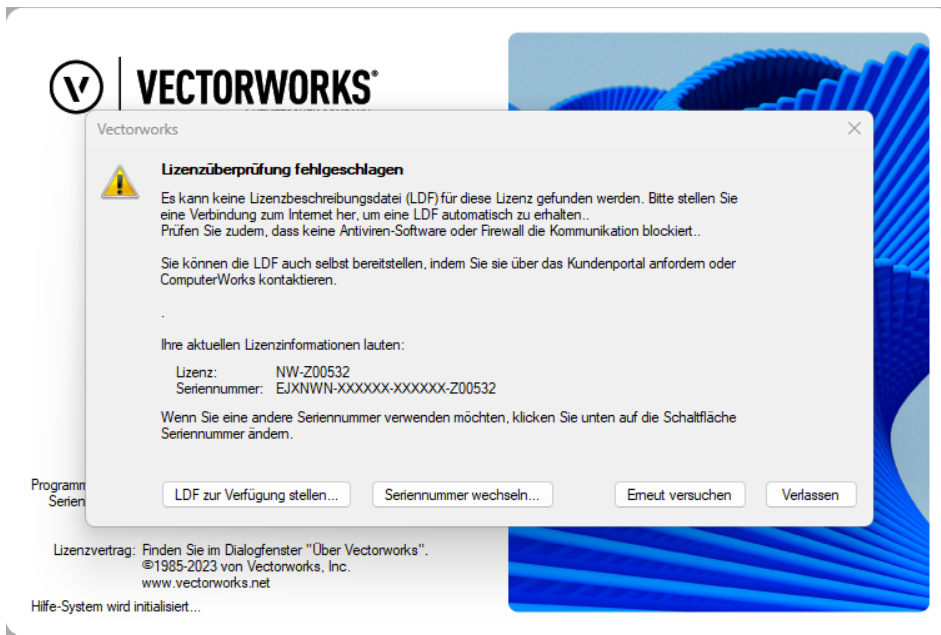 VECTORWORKS®
Vectorworks
Lizenzüberprüfung fehlgeschlagen
Es kann keine Lizenzbeschreibungsdatei (LDF) für diese Lizenz gefunden werden. Bitte stellen Sie
eine Verbindung zum Internet her, um eine LDF automatisch zu erhalten..
Prüfen Sie zudem, dass keine Antiviren-Software oder Firewall die Kommunikation blockiert..
Sie können die LDF auch selbst bereitstellen, indem Sie sie über das Kundenportal anfordern oder
ComputerWorks kontaktieren.
.
Ihre aktuellen Lizenzinformationen lauten:
Lizenz: NW-Z00532
Seriennummer: EJXNWN-XXXXXX-XXXXXX-Z00532
Wenn Sie eine andere Seriennummer verwenden möchten, klicken Sie unten auf die Schaltfläche
Seriennummer ändern.
LDF zur Verfügung stellen... Seriennummer wechseln... Erneut versuchen Verlassen
Programm
Serien
Lizenzvertrag: Finden Sie im Dialogfenster "Über Vectorworks".
©1985-2023 von Vectorworks, Inc.
www.vectorworks.net
Hilfe-System wird initialisiert...